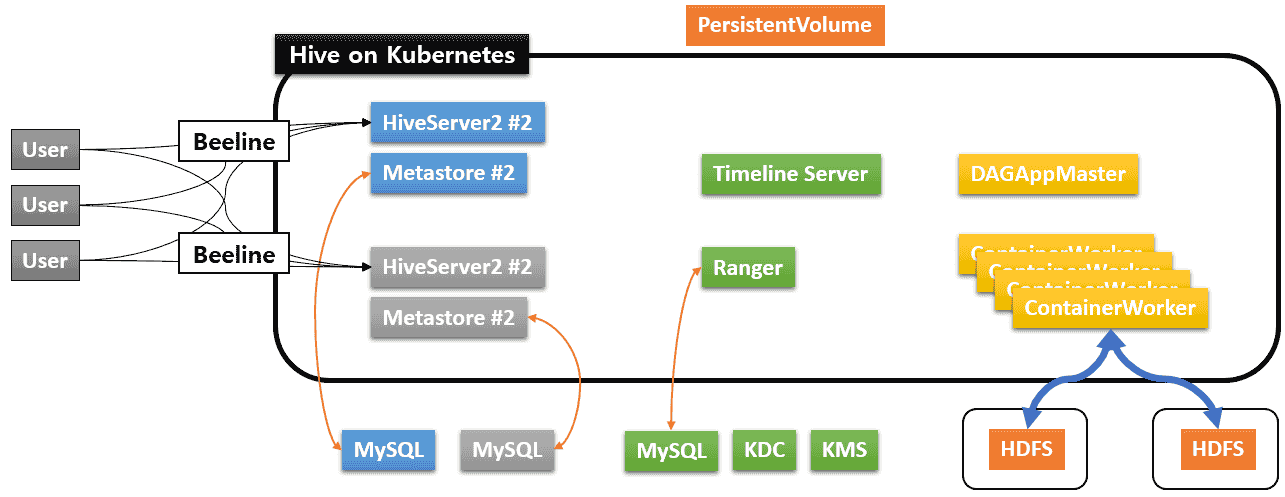 PersistentVolume
Hive on Kubernetes
HiveServer2 #2
Beeline
User
Metastore #2
Timeline Server
DAGAppMaster
User
User
Beeline
HiveServer2 #2
Ranger
ContainerWorker
ContainerWorker
ContainerWorker
ContainerWorker
Metastore #2
MySQL
MySQL
MySQL
KDC
KMS
HDFS
HDFS